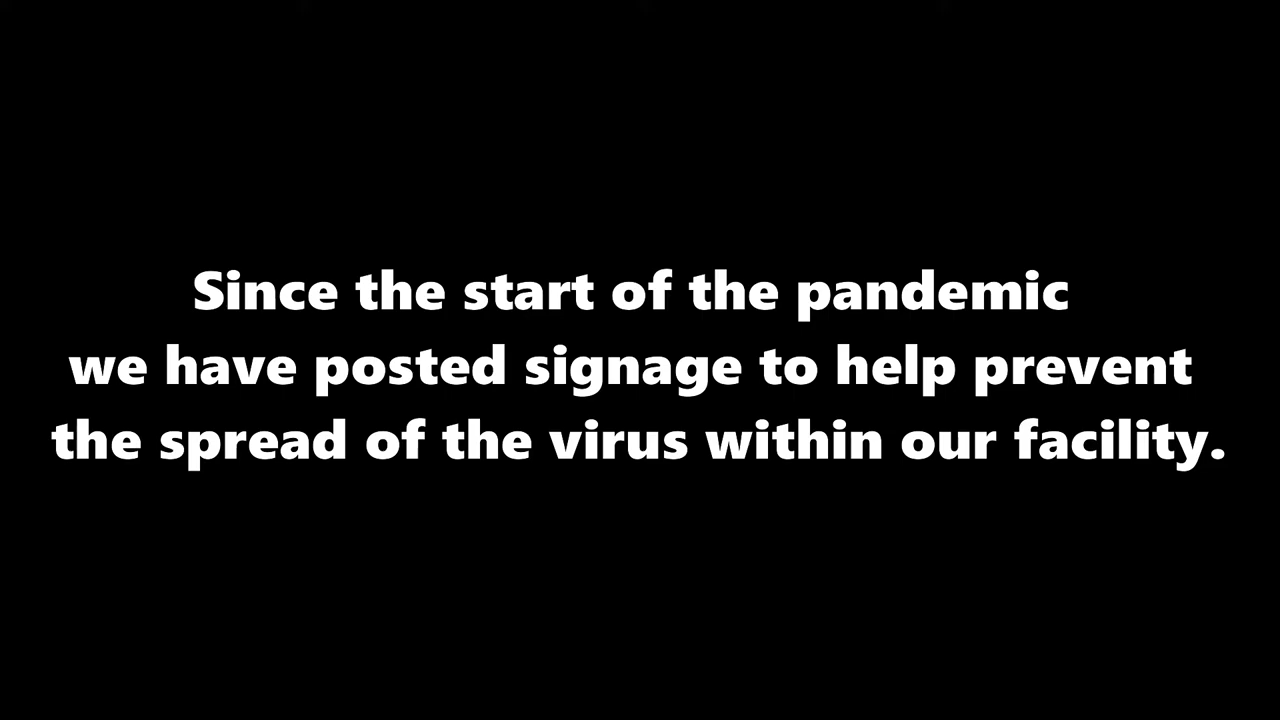 Since the start of the pandemic
we have posted signage to help prevent
the spread of the virus within our facility.